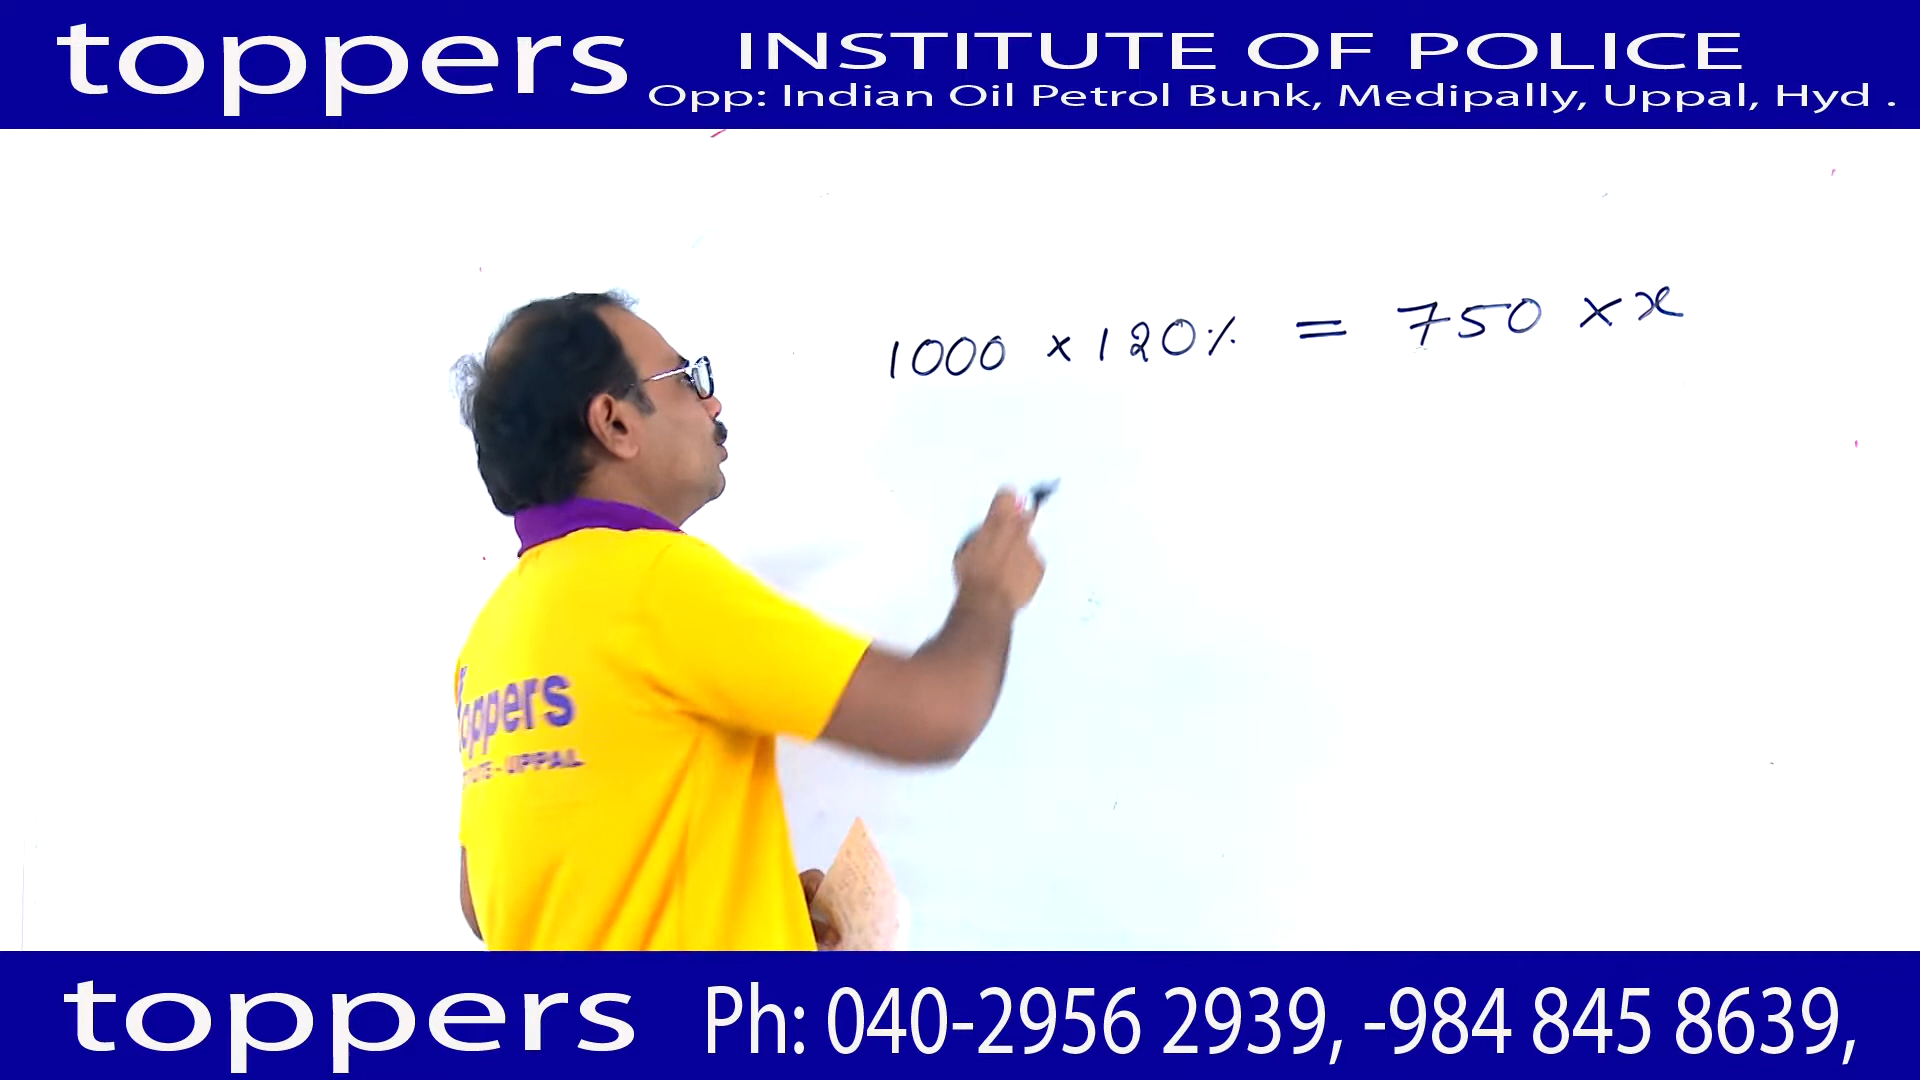 toppers INSTITUTE OF POLICE
Opp: Indian Oil Petrol Bunk, Medipally, Uppal, Hyd .
1000 × 120% = 750 × x
toppers
- UPPAL
toppers Ph: 040-2956 2939, -984 845 8639,